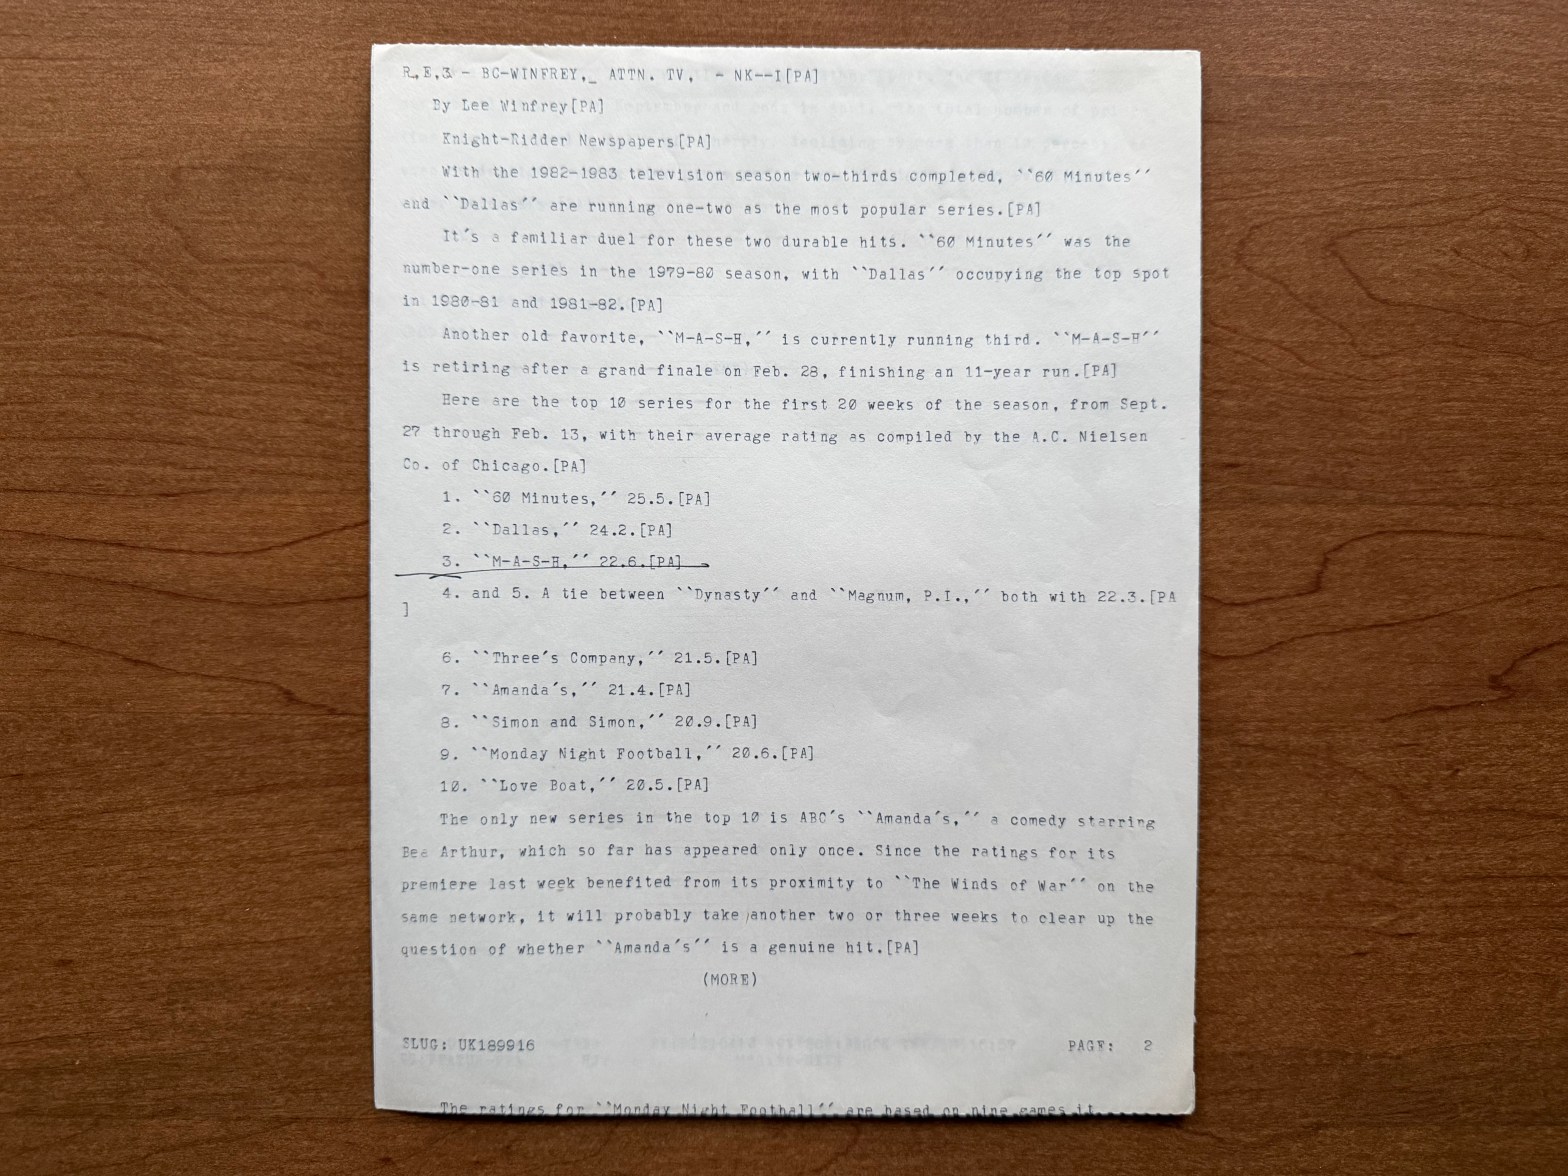 R,E,3 - BC-WINFREY,_ ATTN. TV, - NK--I[PA]
By Lee Winfrey[PA]
Knight-Ridder Newspapers[PA]
With the 1982-1983 television season two-thirds completed, ``60 Minutes´´
and ``Dallas´´ are running one-two as the most popular series.[PA]
It´s a familiar duel for these two durable hits. ``60 Minutes´´ was the
number-one series in the 1979-80 season, with ``Dallas´´ occupying the top spot
in 1980-81 and 1981-82.[PA]
Another old favorite, ``M-A-S-H,´´ is currently running third. ``M-A-S-H´´
is retiring after a grand finale on Feb. 28, finishing an 11-year run.[PA]
Here are the top 10 series for the first 20 weeks of the season, from Sept.
27 through Feb. 13, with their average rating as compiled by the A.C. Nielsen
Co. of Chicago.[PA]
1. ``60 Minutes,´´ 25.5.[PA]
2. ``Dallas,´´ 24.2.[PA]
3. ``M-A-S-H,´´ 22.6.[PA]
4. and 5. A tie between ``Dynasty´´ and ``Magnum, P.I.,´´ both with 22.3.[PA
]
6. ``Three´s Company,´´ 21.5.[PA]
7. ``Amanda´s,´´ 21.4.[PA]
8. ``Simon and Simon,´´ 20.9.[PA]
9. ``Monday Night Football,´´ 20.6.[PA]
10. ``Love Boat,´´ 20.5.[PA]
The only new series in the top 10 is ABC´s ``Amanda´s,´´ a comedy starring
Bea Arthur, which so far has appeared only once. Since the ratings for its
premiere last week benefited from its proximity to ``The Winds of War´´ on the
same network, it will probably take another two or three weeks to clear up the
question of whether ``Amanda´s´´ is a genuine hit.[PA]
(MORE)
SLUG: UK189916 PAGE: 2
The ratings for ``Monday Night Football´´ are based on nine games it